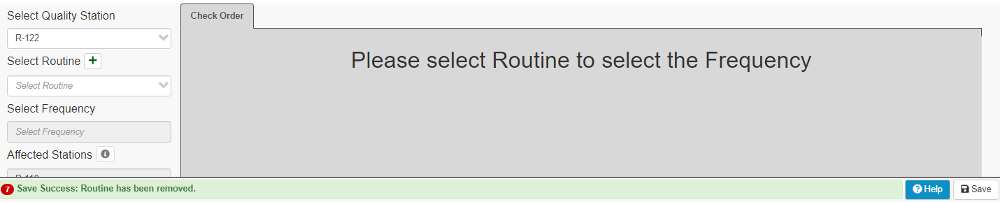 Select Quality Station
R-122
Select Routine
Select Routine
Select Frequency
Select Frequency
Affected Stations
Check Order
Please select Routine to select the Frequency
7 Save Success: Routine has been removed.
Help
Save